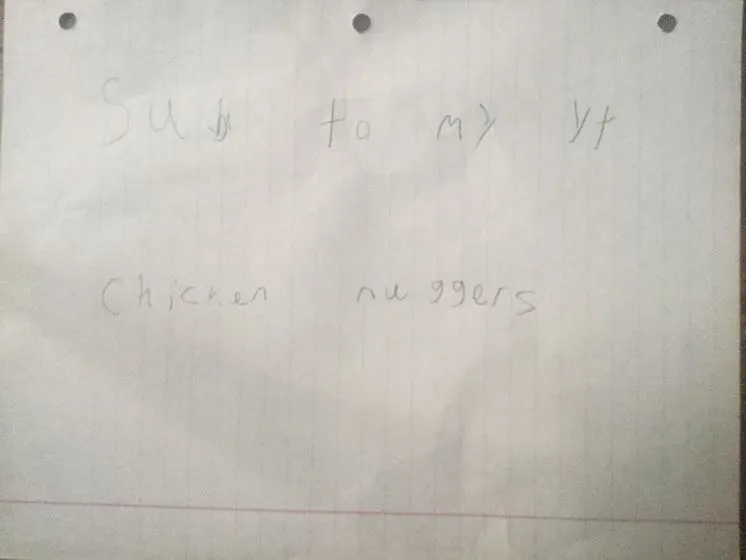 Sub to my yt
Chicken nuggers